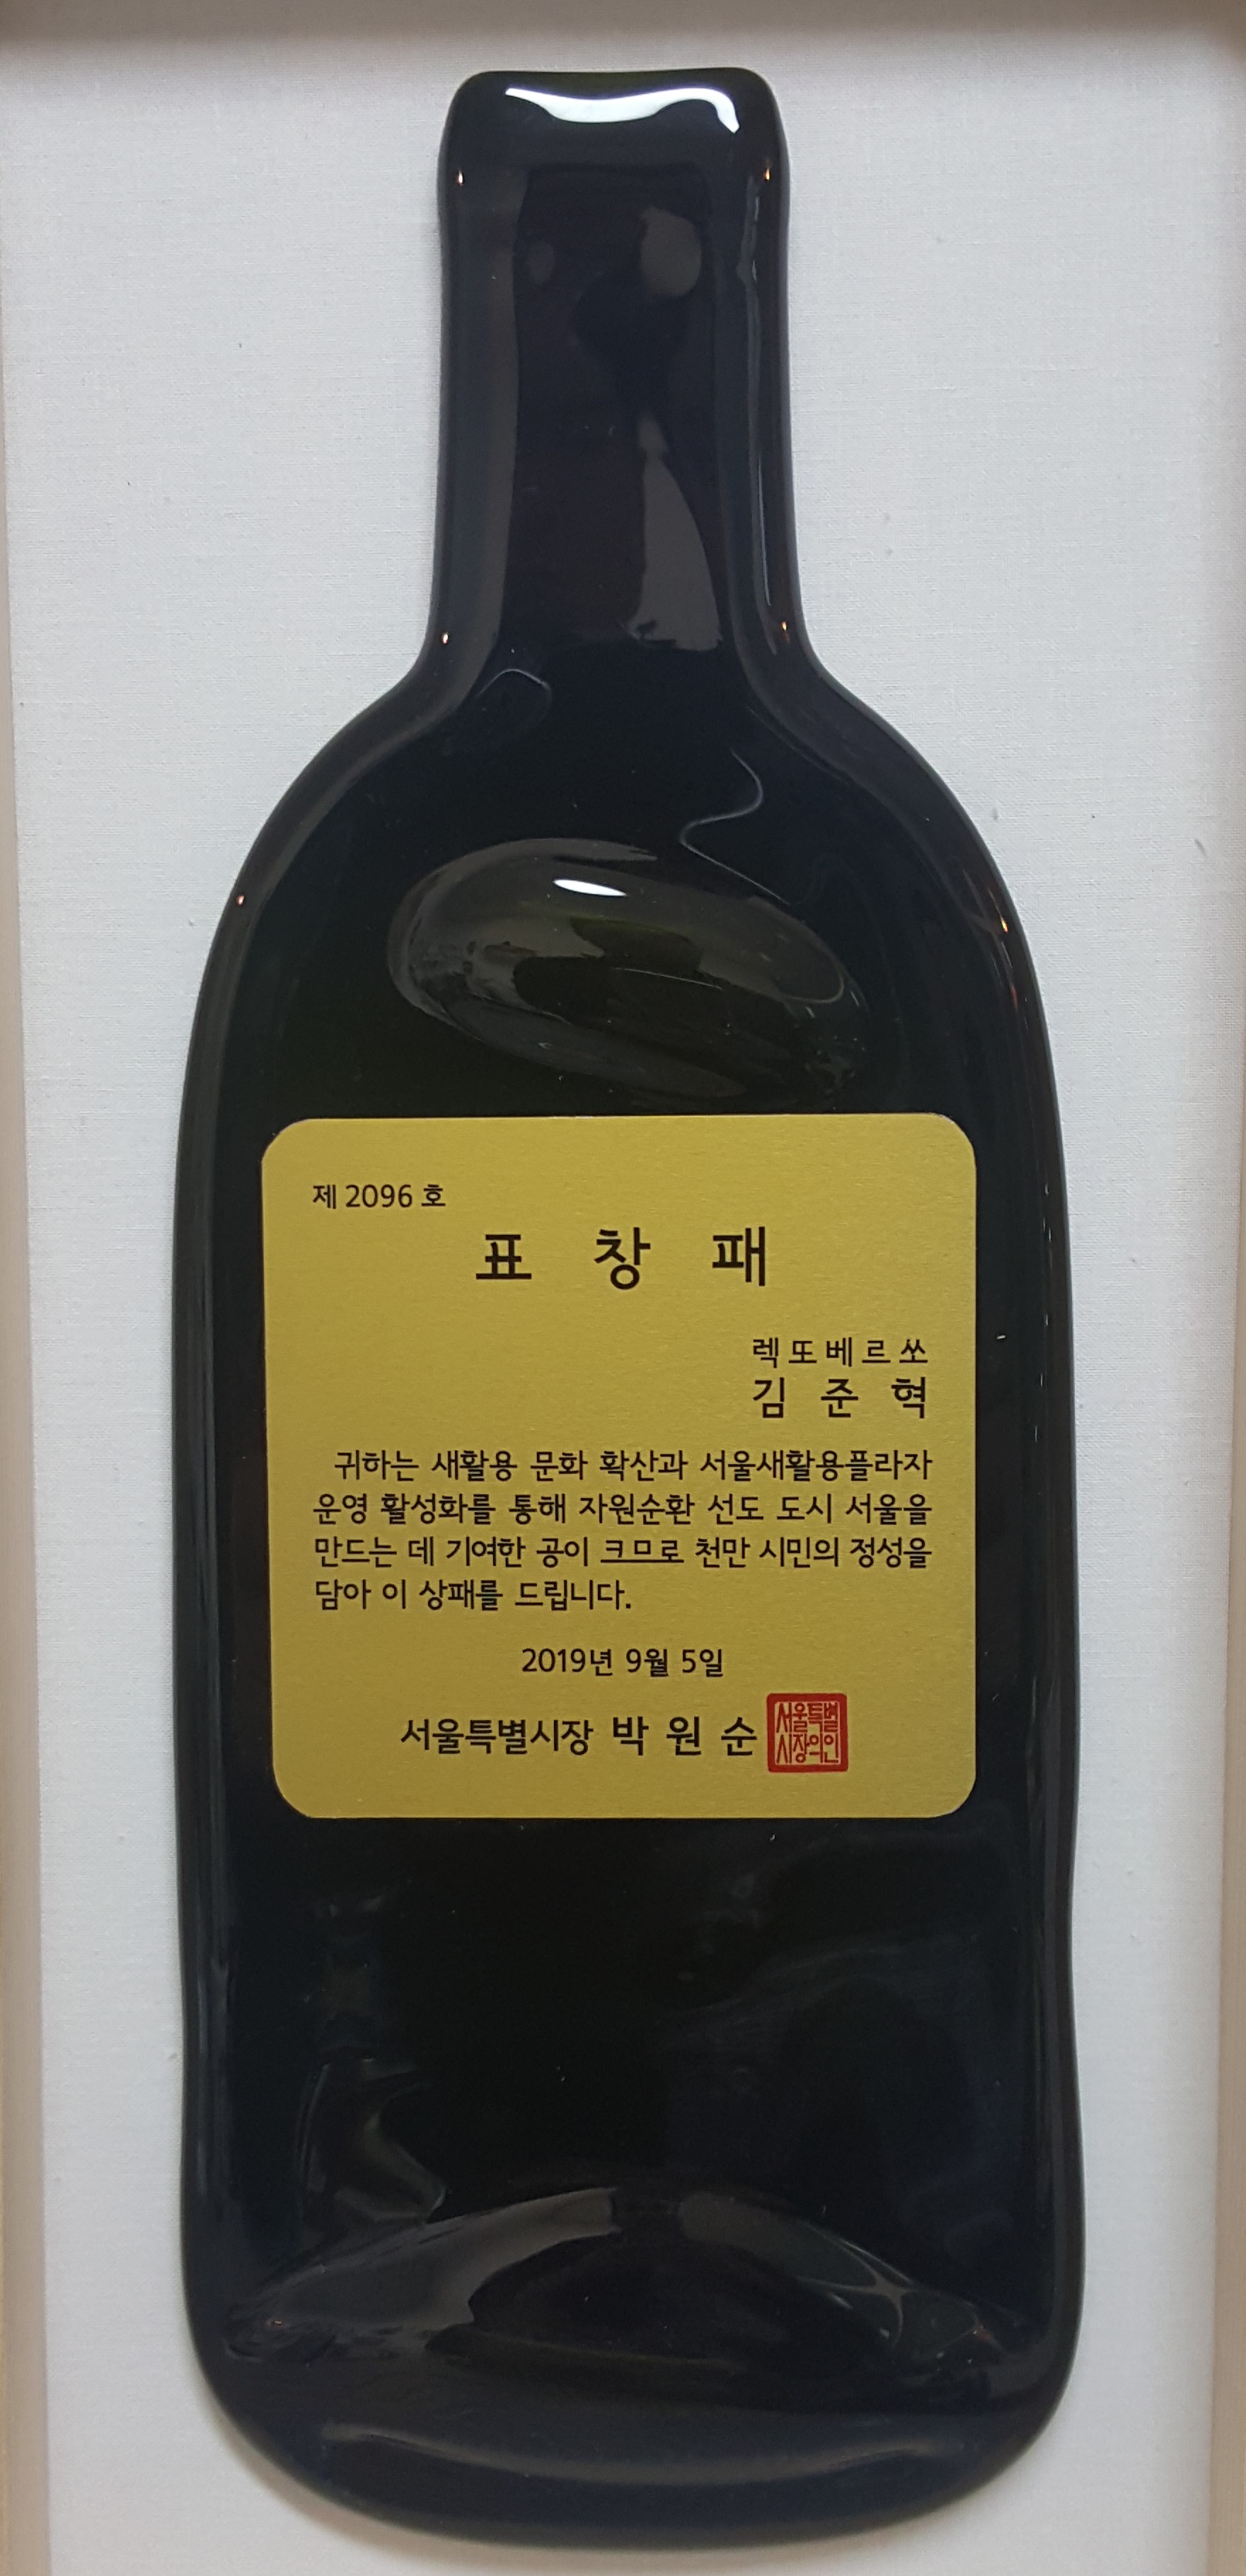 제 2096 호
표 창 패
렉또베르쏘
김 준 혁
귀하는 새활용 문화 확산과 서울새활용플라자
운영 활성화를 통해 자원순환 선도 도시 서울을
만드는 데 기여한 공이 크므로 천만 시민의 정성을
담아 이 상패를 드립니다.
2019년 9월 5일
서울특별시장 박 원 순
서울특별
시장의인